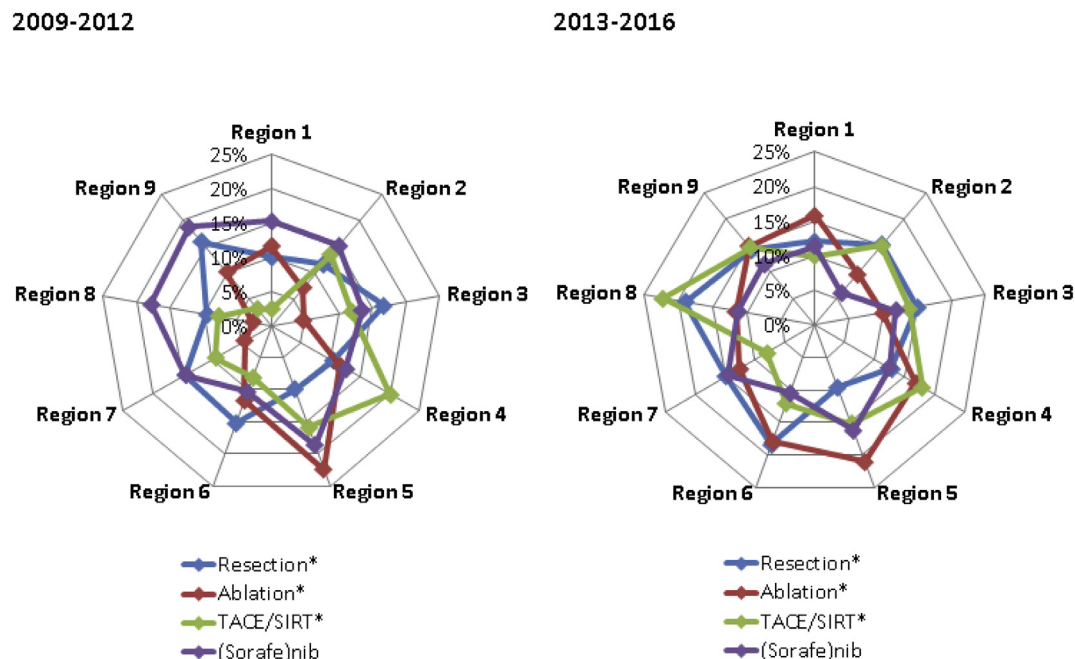 2009-2012
Region 1
25%
Region 9
20%
Region 2
15%
10%
Region 8
5%
Region 3
0%
Region 7
Region 4
Region 6
Region 5
Resection*
Ablation*
TACE/SIRT*
(Sorafe)nib
2013-2016
Region 1
25%
Region 9
20%
Region 2
15%
10%
Region 8
5%
Region 3
0%
Region 7
Region 4
Region 6
Region 5
Resection*
Ablation*
TACE/SIRT*
(Sorafe)nib